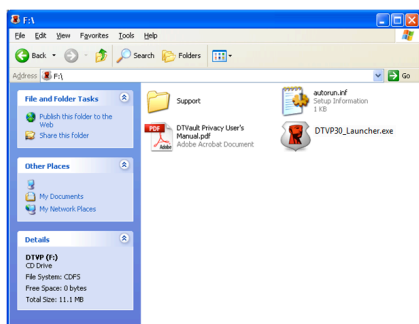 F:\
File Edit View Favorites Tools Help
Back Search Folders
Address F:\ Go
File and Folder Tasks
Publish this folder to the
Web
Share this folder
Other Places
My Documents
My Network Places
Details
DTVP (F:)
CD Drive
File System: CDFS
Free Space: 0 bytes
Total Size: 11.1 MB
Support
autorun.inf
Setup Information
1 KB
PDF
Adobe
DTVault Privacy User's
Manual.pdf
Adobe Acrobat Document
DTVP30_Launcher.exe